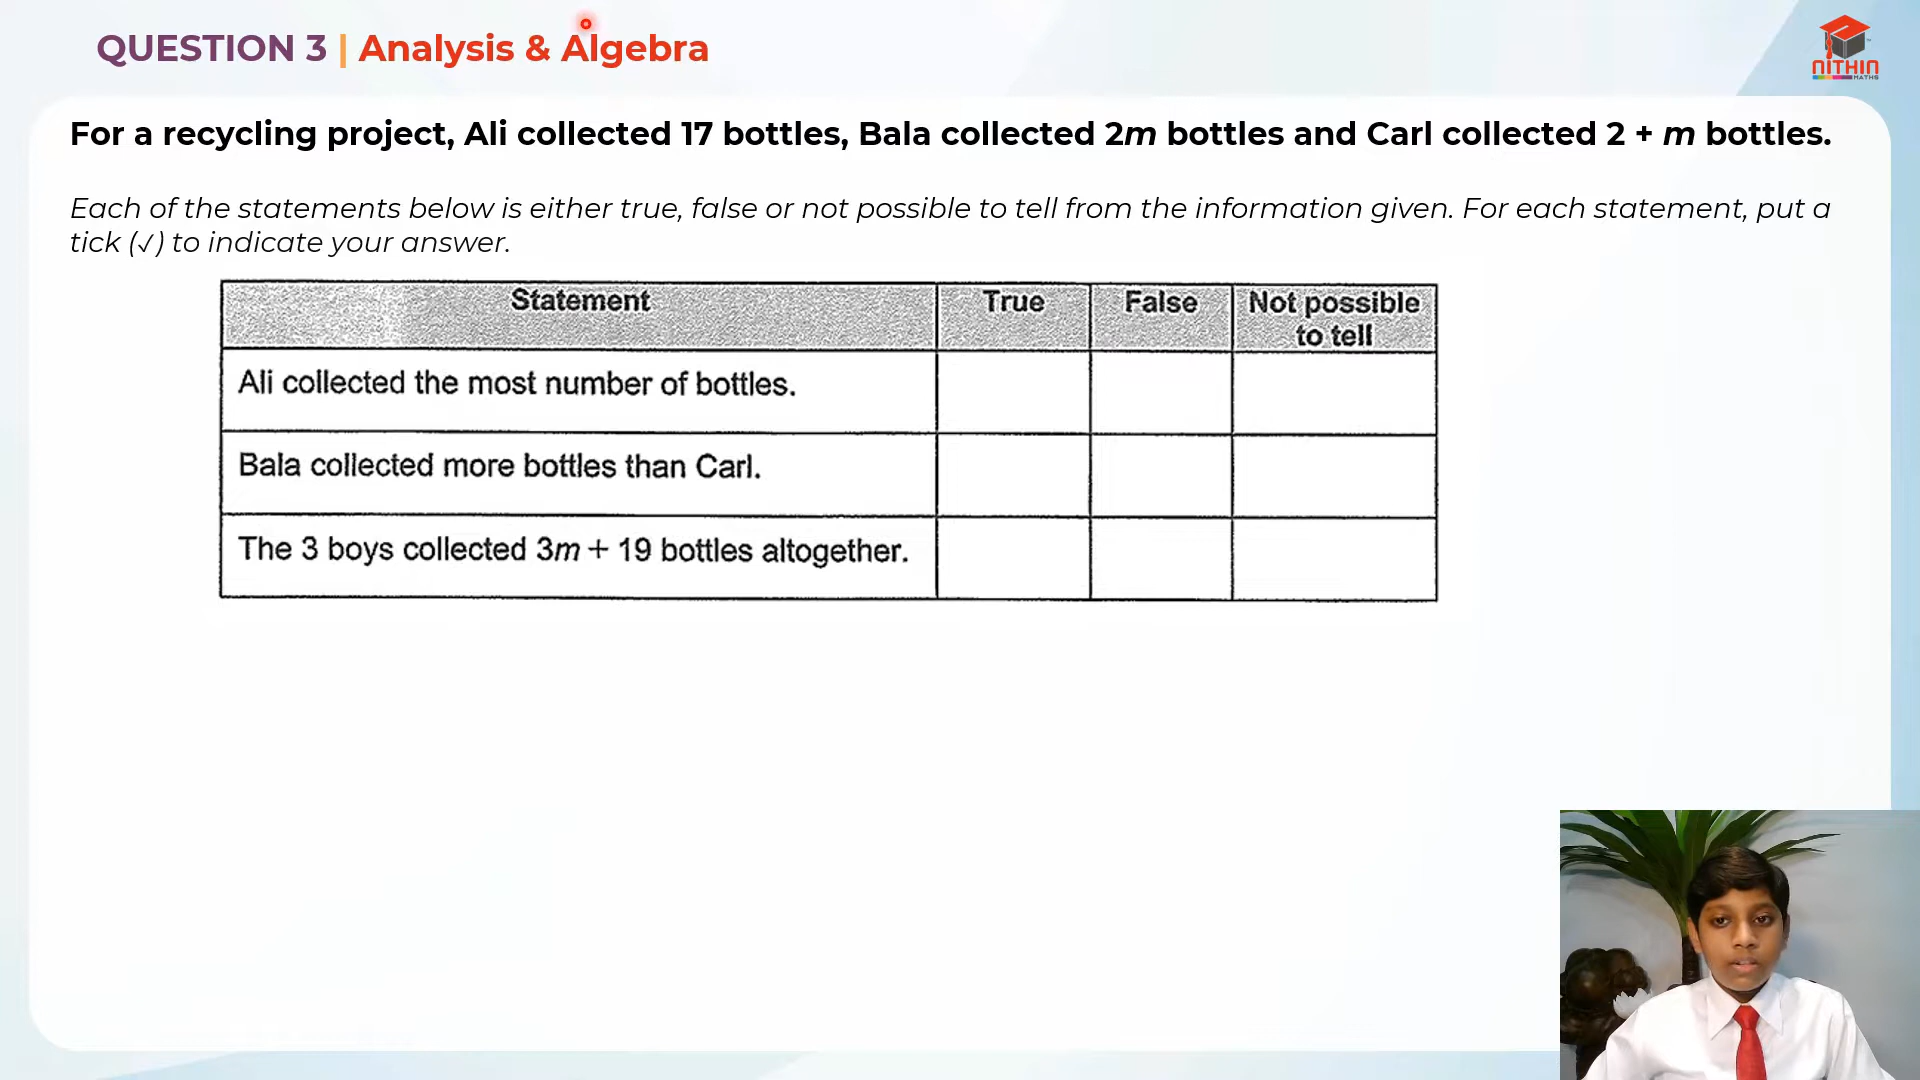 QUESTION 3 | Analysis & Algebra
NITHIN
MATHS
For a recycling project, Ali collected 17 bottles, Bala collected 2m bottles and Carl collected 2 + m bottles.
Each of the statements below is either true, false or not possible to tell from the information given. For each statement, put a
tick (✓) to indicate your answer.
Statement True False Not possible
to tell
Ali collected the most number of bottles.
Bala collected more bottles than Carl.
The 3 boys collected 3m + 19 bottles altogether.